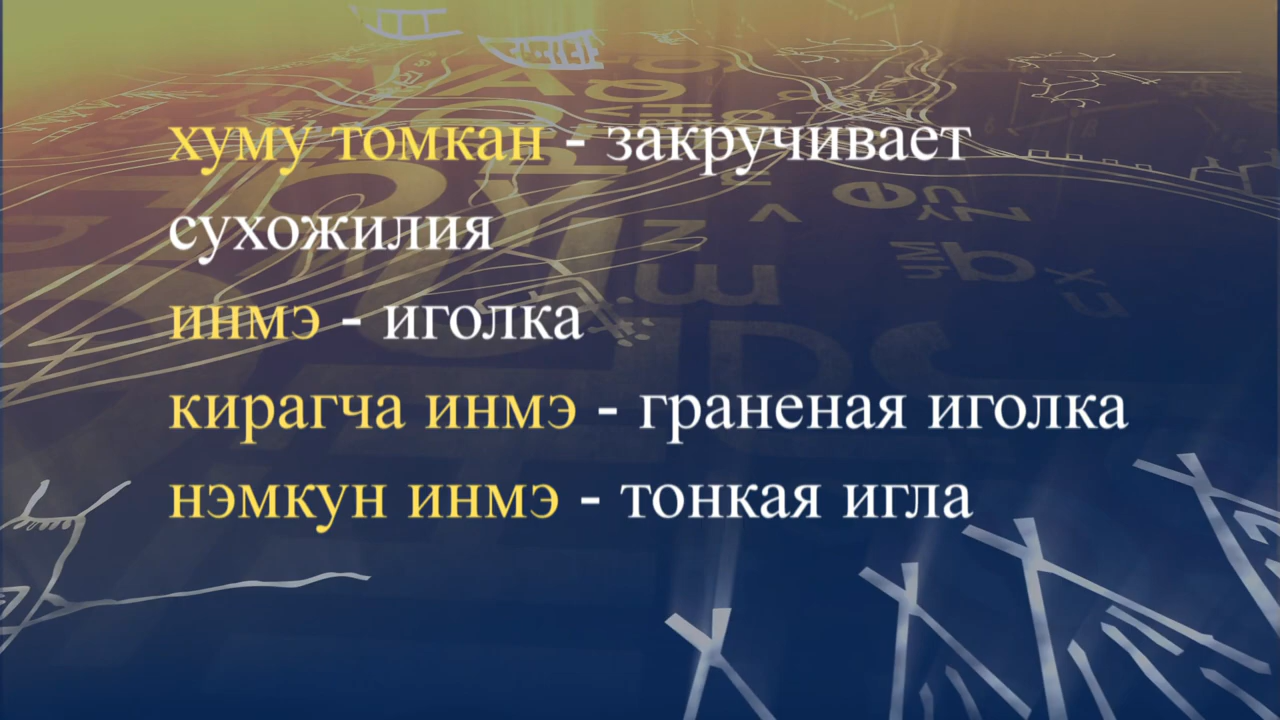 хуму томкан - закручивает
сухожилия
инмэ - иголка
кирагча инмэ - граненая иголка
нэмкун инмэ - тонкая игла